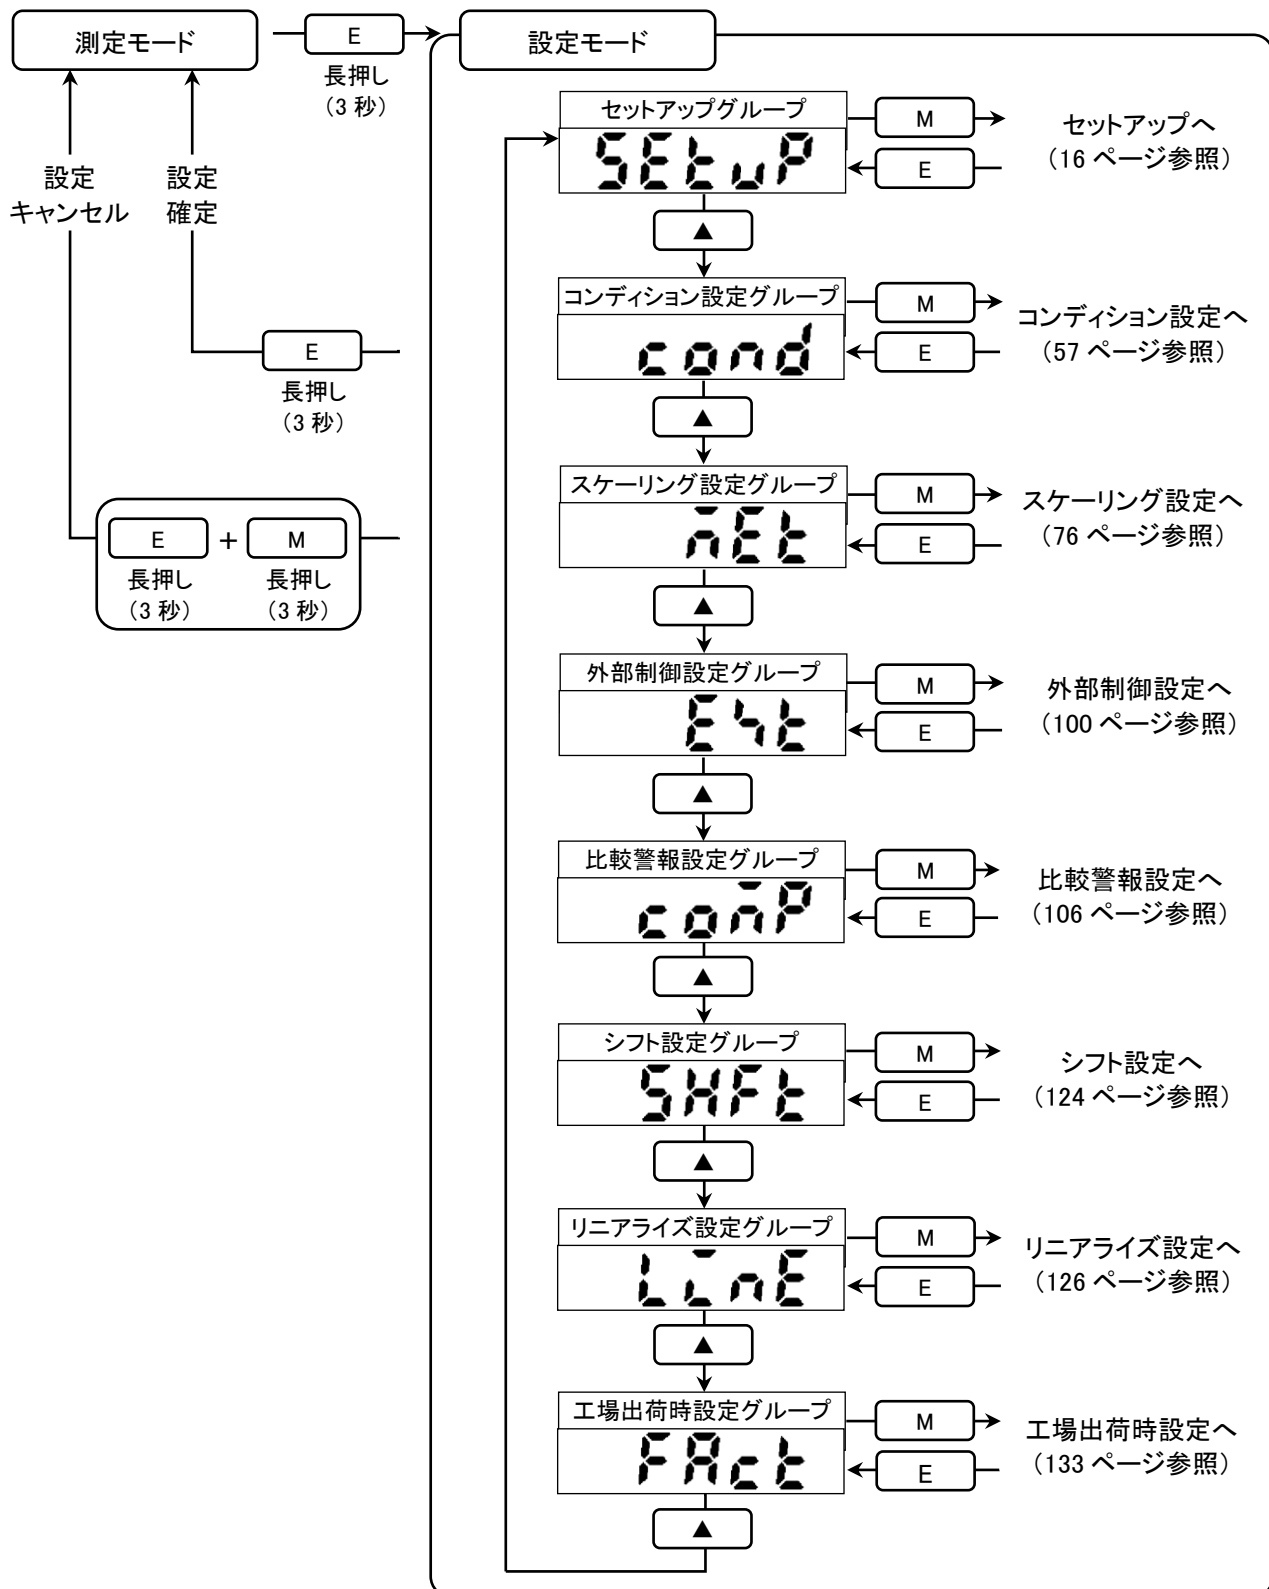 測定モード
E
長押し
（3 秒）
設定モード
設定
キャンセル
設定
確定
E
長押し
（3 秒）
E
+
M
長押し
（3 秒）
長押し
（3 秒）
セットアップグループ
SEtuP
M
E
セットアップへ
（16 ページ参照）
▲
コンディション設定グループ
cond
M
E
コンディション設定へ
（57 ページ参照）
▲
スケーリング設定グループ
mEt
M
E
スケーリング設定へ
（76 ページ参照）
▲
外部制御設定グループ
Ext
M
E
外部制御設定へ
（100 ページ参照）
▲
比較警報設定グループ
comP
M
E
比較警報設定へ
（106 ページ参照）
▲
シフト設定グループ
SHFt
M
E
シフト設定へ
（124 ページ参照）
▲
リニアライズ設定グループ
LinE
M
E
リニアライズ設定へ
（126 ページ参照）
▲
工場出荷時設定グループ
FAct
M
E
工場出荷時設定へ
（133 ページ参照）
▲